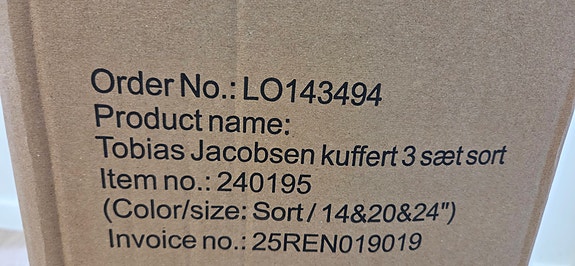 Order No.: LO143494
Product name:
Tobias Jacobsen kuffert 3 sæt sort
Item no.: 240195
(Color/size: Sort / 14&20&24")
Invoice no.: 25REN019019